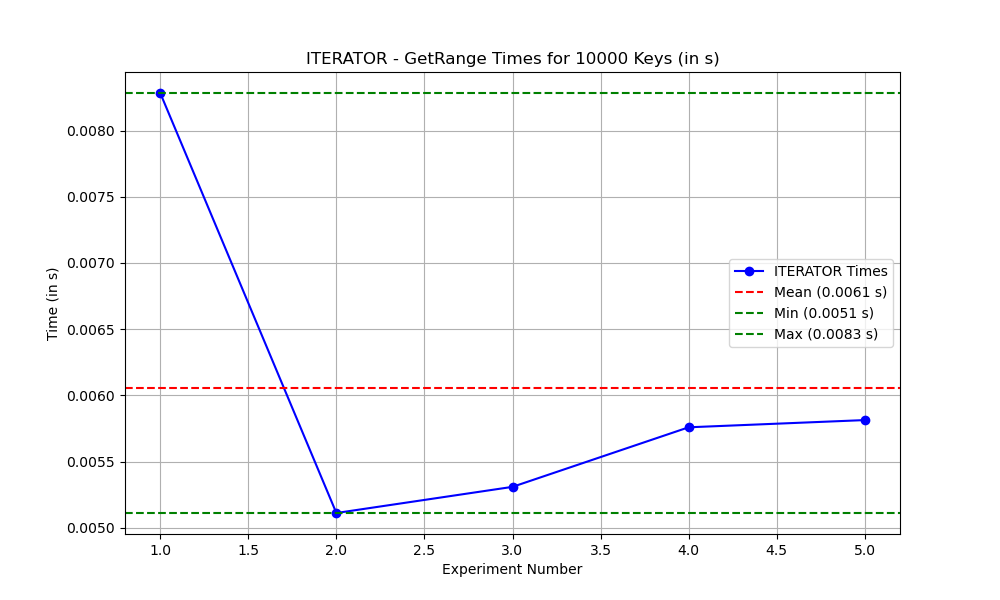 ITERATOR - GetRange Times for 10000 Keys (in s)
Time (in s)
0.0080
0.0075
0.0070
0.0065
0.0060
0.0055
0.0050
ITERATOR Times
Mean (0.0061 s)
Min (0.0051 s)
Max (0.0083 s)
1.0 1.5 2.0 2.5 3.0 3.5 4.0 4.5 5.0
Experiment Number